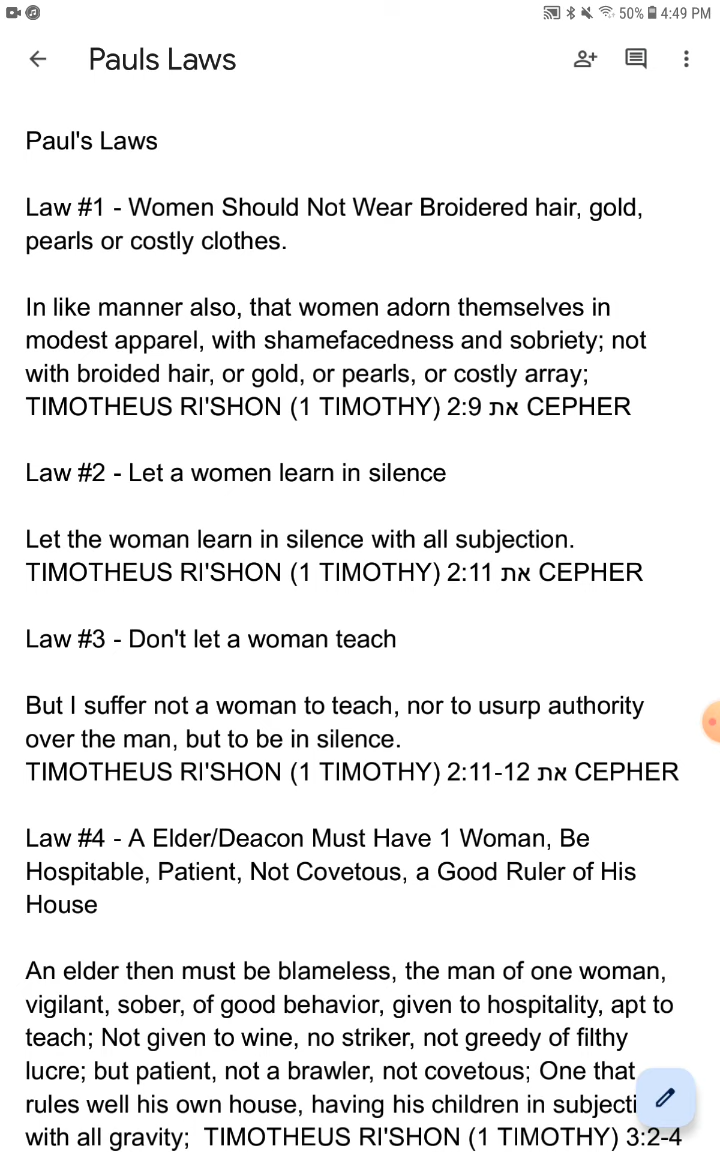 50% 4:49 PM
Pauls Laws
Paul's Laws
Law #1 - Women Should Not Wear Broidered hair, gold,
pearls or costly clothes.
In like manner also, that women adorn themselves in
modest apparel, with shamefacedness and sobriety; not
with broided hair, or gold, or pearls, or costly array;
TIMOTHEUS RI'SHON (1 TIMOTHY) 2:9 את CEPHER
Law #2 - Let a women learn in silence
Let the woman learn in silence with all subjection.
TIMOTHEUS RI'SHON (1 TIMOTHY) 2:11 את CEPHER
Law #3 - Don't let a woman teach
But I suffer not a woman to teach, nor to usurp authority
over the man, but to be in silence.
TIMOTHEUS RI'SHON (1 TIMOTHY) 2:11-12 את CEPHER
Law #4 - A Elder/Deacon Must Have 1 Woman, Be
Hospitable, Patient, Not Covetous, a Good Ruler of His
House
An elder then must be blameless, the man of one woman,
vigilant, sober, of good behavior, given to hospitality, apt to
teach; Not given to wine, no striker, not greedy of filthy
lucre; but patient, not a brawler, not covetous; One that
rules well his own house, having his children in subjecti
with all gravity; TIMOTHEUS RI'SHON (1 TIMOTHY) 3:2-4